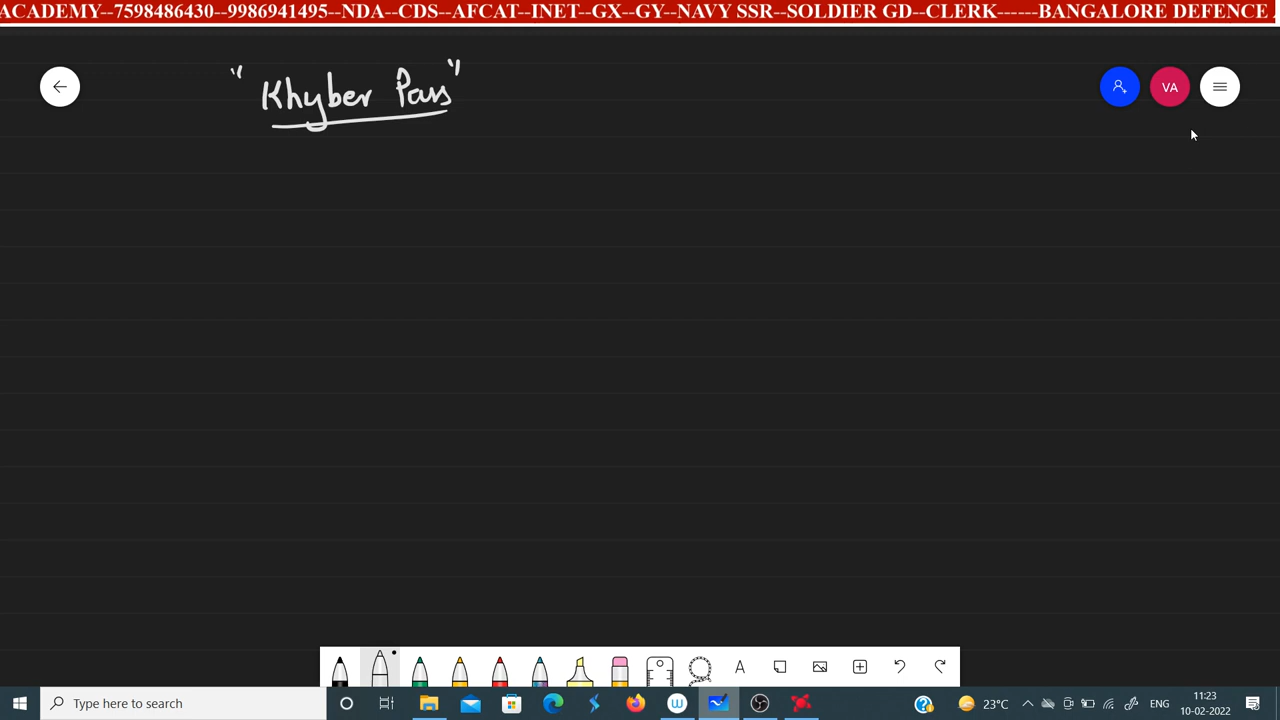 ACADEMY--7598486430--9986941495--NDA--CDS--AFCAT--INET--GX--GY--NAVY SSR--SOLDIER GD--CLERK------BANGALORE DEFENCE
"Khyber Pass"
VA
A
Type here to search
23°C
ENG
11:23
10-02-2022